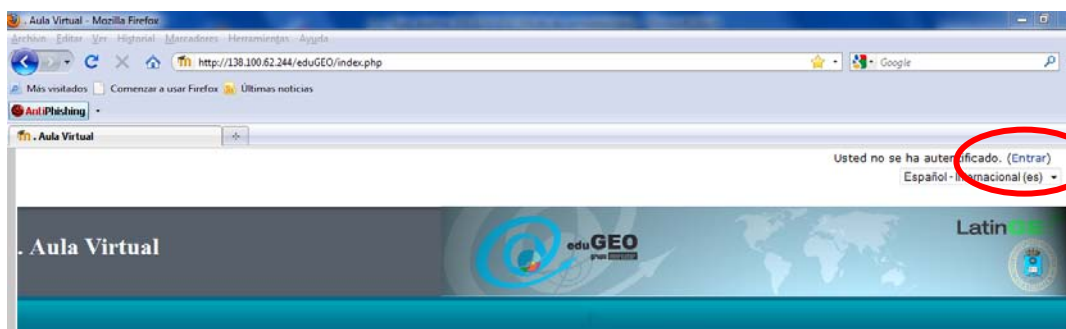 . Aula Virtual - Mozilla Firefox
Archivo Editar Ver Historial Marcadores Herramientas Ayuda
http://138.100.62.244/eduGEO/index.php
Google
Más visitados Comenzar a usar Firefox Últimas noticias
AntiPhishing
. Aula Virtual
Usted no se ha autentificado. (Entrar)
Español - Internacional (es)
. Aula Virtual
eduGEO
Latin